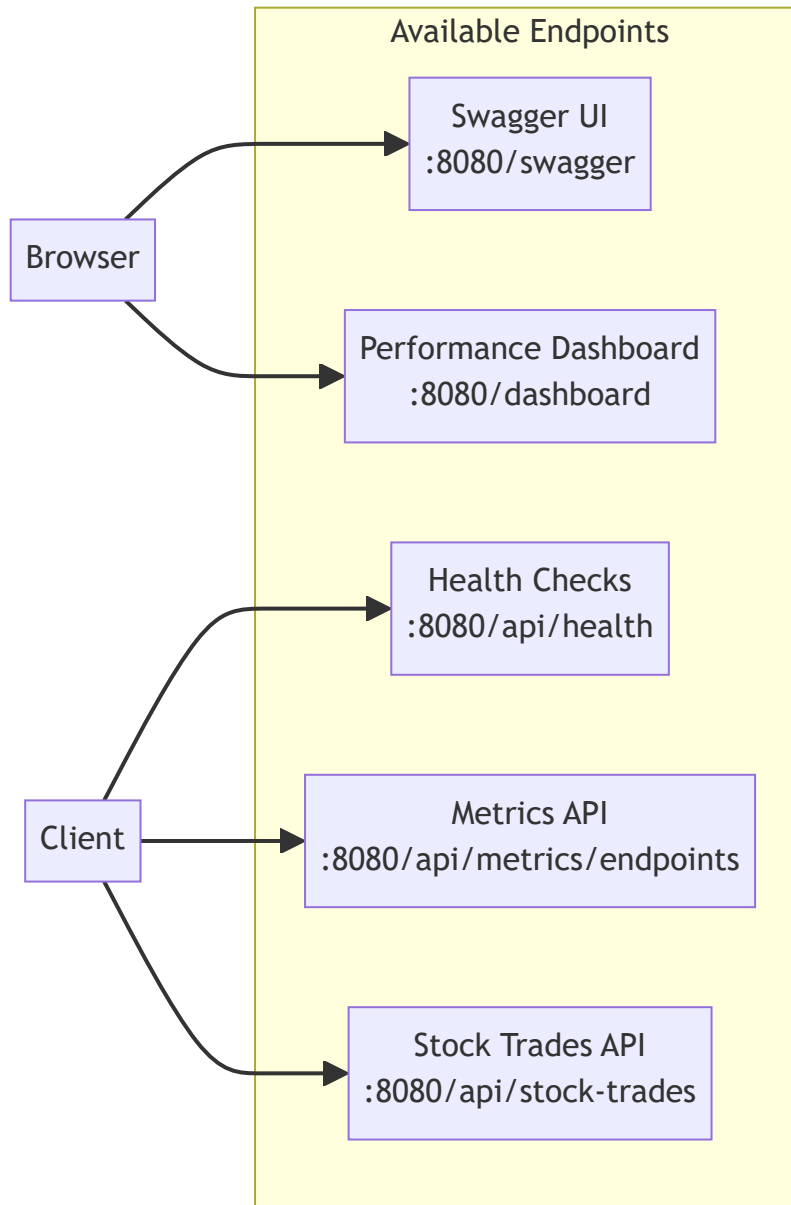 Available Endpoints
Swagger UI
:8080/swagger
Browser
Performance Dashboard
:8080/dashboard
Health Checks
:8080/api/health
Client
Metrics API
:8080/api/metrics/endpoints
Stock Trades API
:8080/api/stock-trades